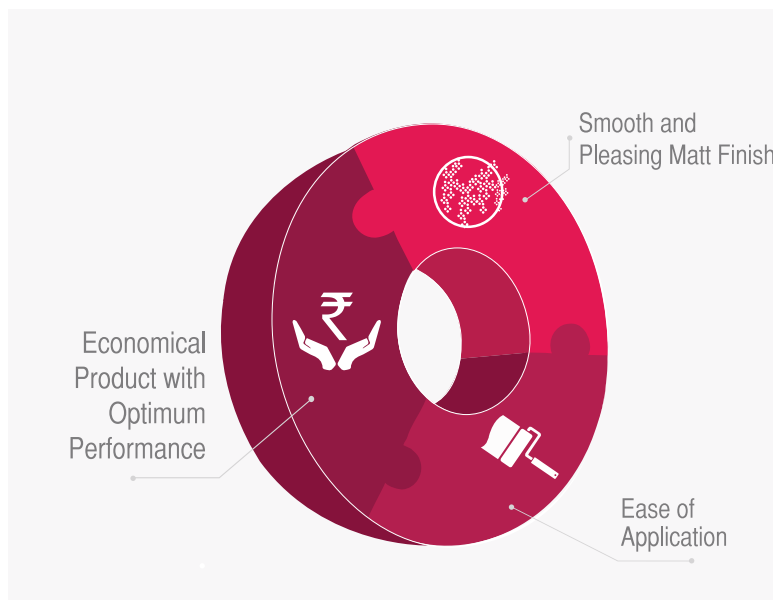 Smooth and
Pleasing Matt Finish
₹
Economical
Product with
Optimum
Performance
Ease of
Application